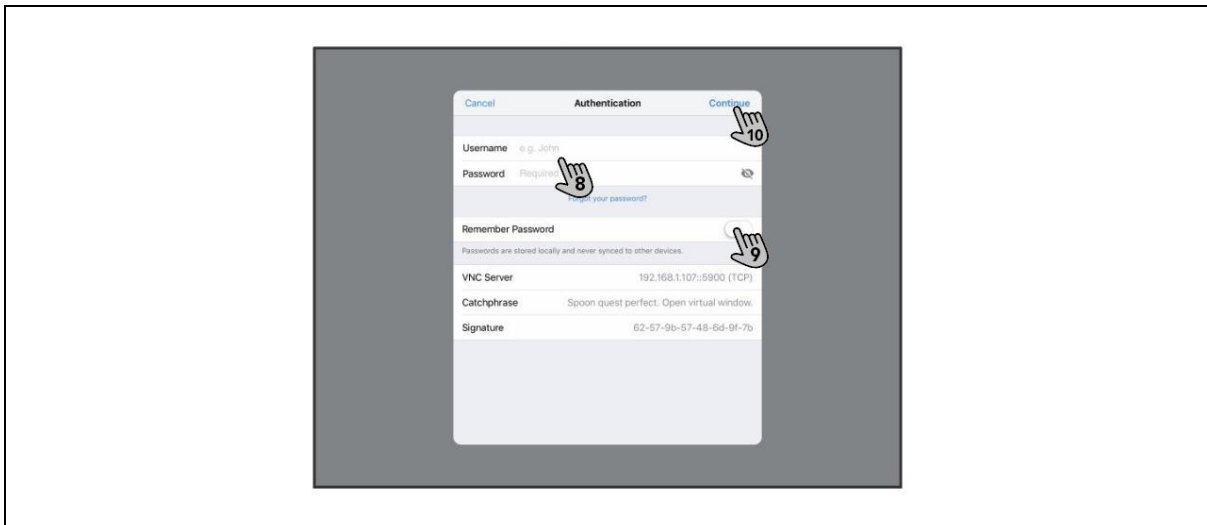 Cancel Authentication Continue
10
Username e.g. John
Password Required
8
Forgot your password?
Remember Password
9
Passwords are stored locally and never synced to other devices.
VNC Server 192.168.1.107::5900 (TCP)
Catchphrase Spoon quest perfect. Open virtual window.
Signature 62-57-9b-57-48-6d-9f-7b